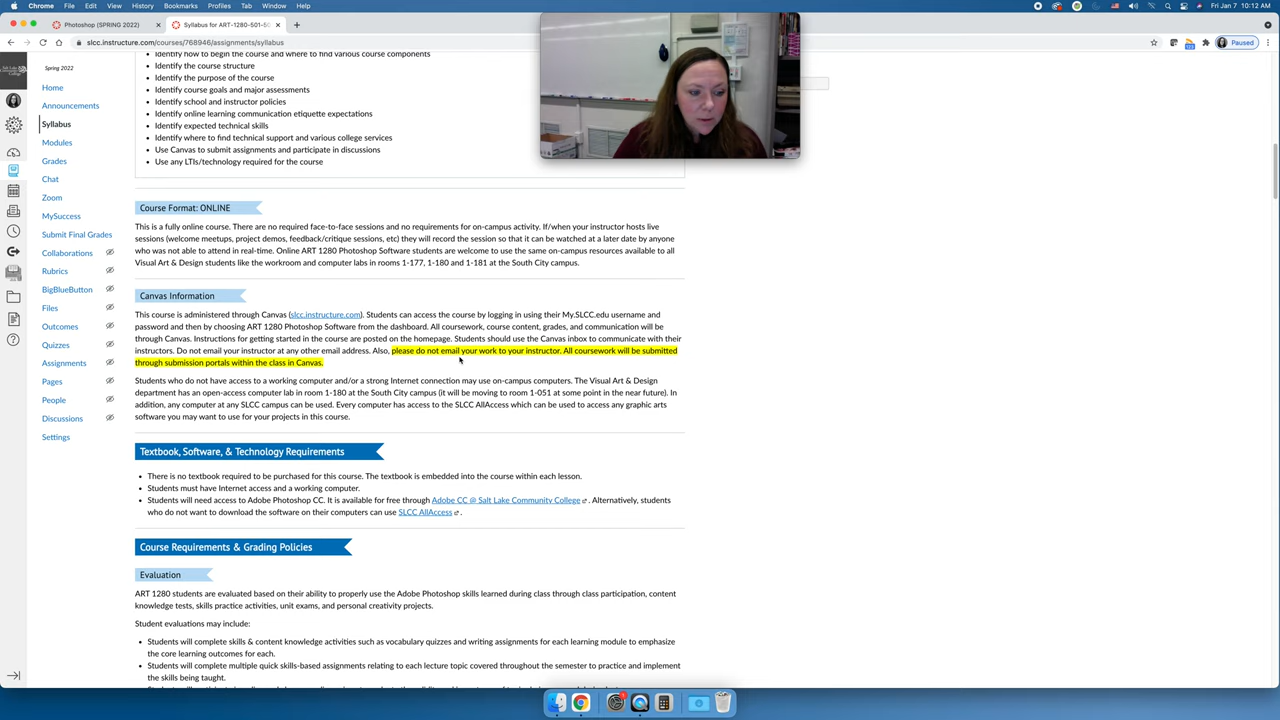 Chrome File Edit View History Bookmarks Profiles Tab Window Help Fri Jan 7 10:12 AM
Photoshop (SPRING 2022) × Syllabus for ART-1280-501-50 × +
slcc.instructure.com/courses/768946/assignments/syllabus Paused
Spring 2022
Home
Announcements
Syllabus
Modules
Grades
Chat
Zoom
MySuccess
Submit Final Grades
Collaborations
Rubrics
BigBlueButton
Files
Outcomes
Quizzes
Assignments
Pages
People
Discussions
Settings
Identify how to begin the course and where to find various course components
Identify the course structure
Identify the purpose of the course
Identify course goals and major assessments
Identify school and instructor policies
Identify online learning communication etiquette expectations
Identify expected technical skills
Identify where to find technical support and various college services
Use Canvas to submit assignments and participate in discussions
Use any LTIs/technology required for the course
Course Format: ONLINE
This is a fully online course. There are no required face-to-face sessions and no requirements for on-campus activity. If/when your instructor hosts live
sessions (welcome meetups, project demos, feedback/critique sessions, etc) they will record the session so that it can be watched at a later date by anyone
who was not able to attend in real-time. Online ART 1280 Photoshop Software students are welcome to use the same on-campus resources available to all
Visual Art & Design students like the workroom and computer labs in rooms 1-177, 1-180 and 1-181 at the South City campus.
Canvas Information
This course is administered through Canvas (slcc.instructure.com). Students can access the course by logging in using their My.SLCC.edu username and
password and then by choosing ART 1280 Photoshop Software from the dashboard. All coursework, course content, grades, and communication will be
through Canvas. Instructions for getting started in the course are posted on the homepage. Students should use the Canvas inbox to communicate with their
instructors. Do not email your instructor at any other email address. Also, please do not email your work to your instructor. All coursework will be submitted
through submission portals within the class in Canvas.
Students who do not have access to a working computer and/or a strong Internet connection may use on-campus computers. The Visual Art & Design
department has an open-access computer lab in room 1-180 at the South City campus (it will be moving to room 1-051 at some point in the near future). In
addition, any computer at any SLCC campus can be used. Every computer has access to the SLCC AllAccess which can be used to access any graphic arts
software you may want to use for your projects in this course.
Textbook, Software, & Technology Requirements
There is no textbook required to be purchased for this course. The textbook is embedded into the course within each lesson.
Students must have Internet access and a working computer.
Students will need access to Adobe Photoshop CC. It is available for free through Adobe CC @ Salt Lake Community College. Alternatively, students
who do not want to download the software on their computers can use SLCC AllAccess.
Course Requirements & Grading Policies
Evaluation
ART 1280 students are evaluated based on their ability to properly use the Adobe Photoshop skills learned during class through class participation, content
knowledge tests, skills practice activities, unit exams, and personal creativity projects.
Student evaluations may include:
Students will complete skills & content knowledge activities such as vocabulary quizzes and writing assignments for each learning module to emphasize
the core learning outcomes for each.
Students will complete multiple quick skills-based assignments relating to each lecture topic covered throughout the semester to practice and implement
the skills being taught.